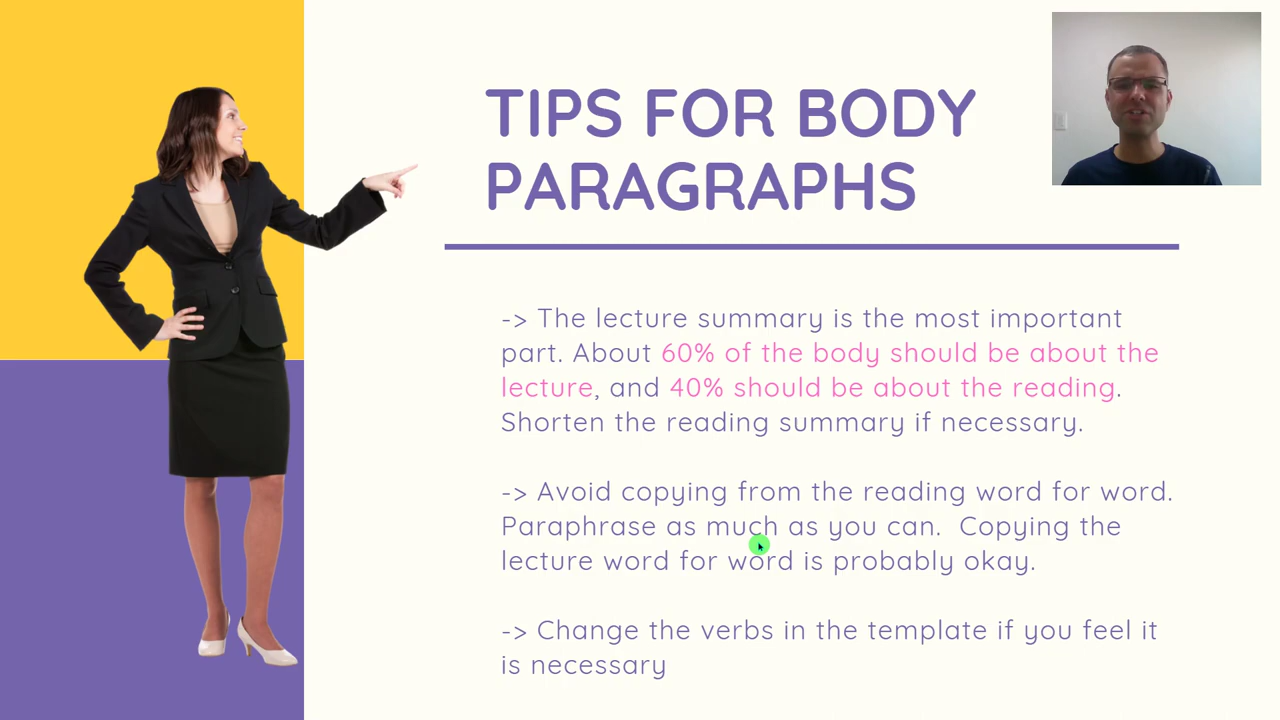 TIPS FOR BODY
PARAGRAPHS
-> The lecture summary is the most important
part. About 60% of the body should be about the
lecture, and 40% should be about the reading.
Shorten the reading summary if necessary.
-> Avoid copying from the reading word for word.
Paraphrase as much as you can.  Copying the
lecture word for word is probably okay.
-> Change the verbs in the template if you feel it
is necessary